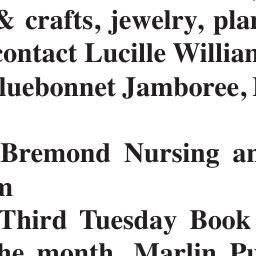 & crafts, jewelry, plan
contact Lucille William
luebonnet Jamboree,
Bremond Nursing an
m
Third Tuesday Book
he month, Marlin Pu